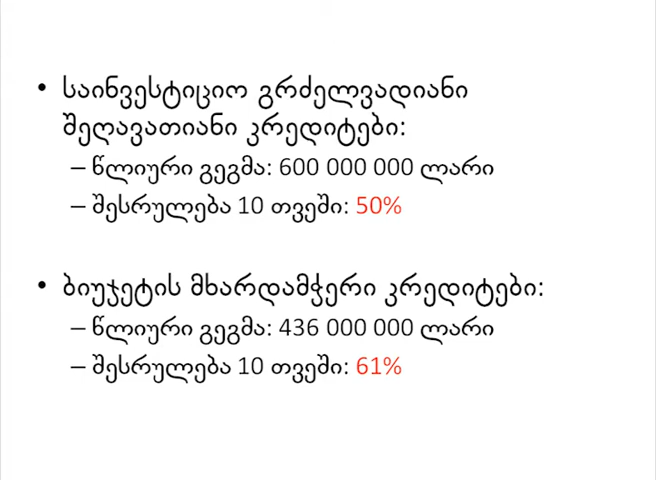 • საინვესტიციო გრძელვადიანი
შეღავათიანი კრედიტები:
– წლიური გეგმა: 600 000 000 ლარი
– შესრულება 10 თვეში: 50%
• ბიუჯეტის მხარდამჭერი კრედიტები:
– წლიური გეგმა: 436 000 000 ლარი
– შესრულება 10 თვეში: 61%